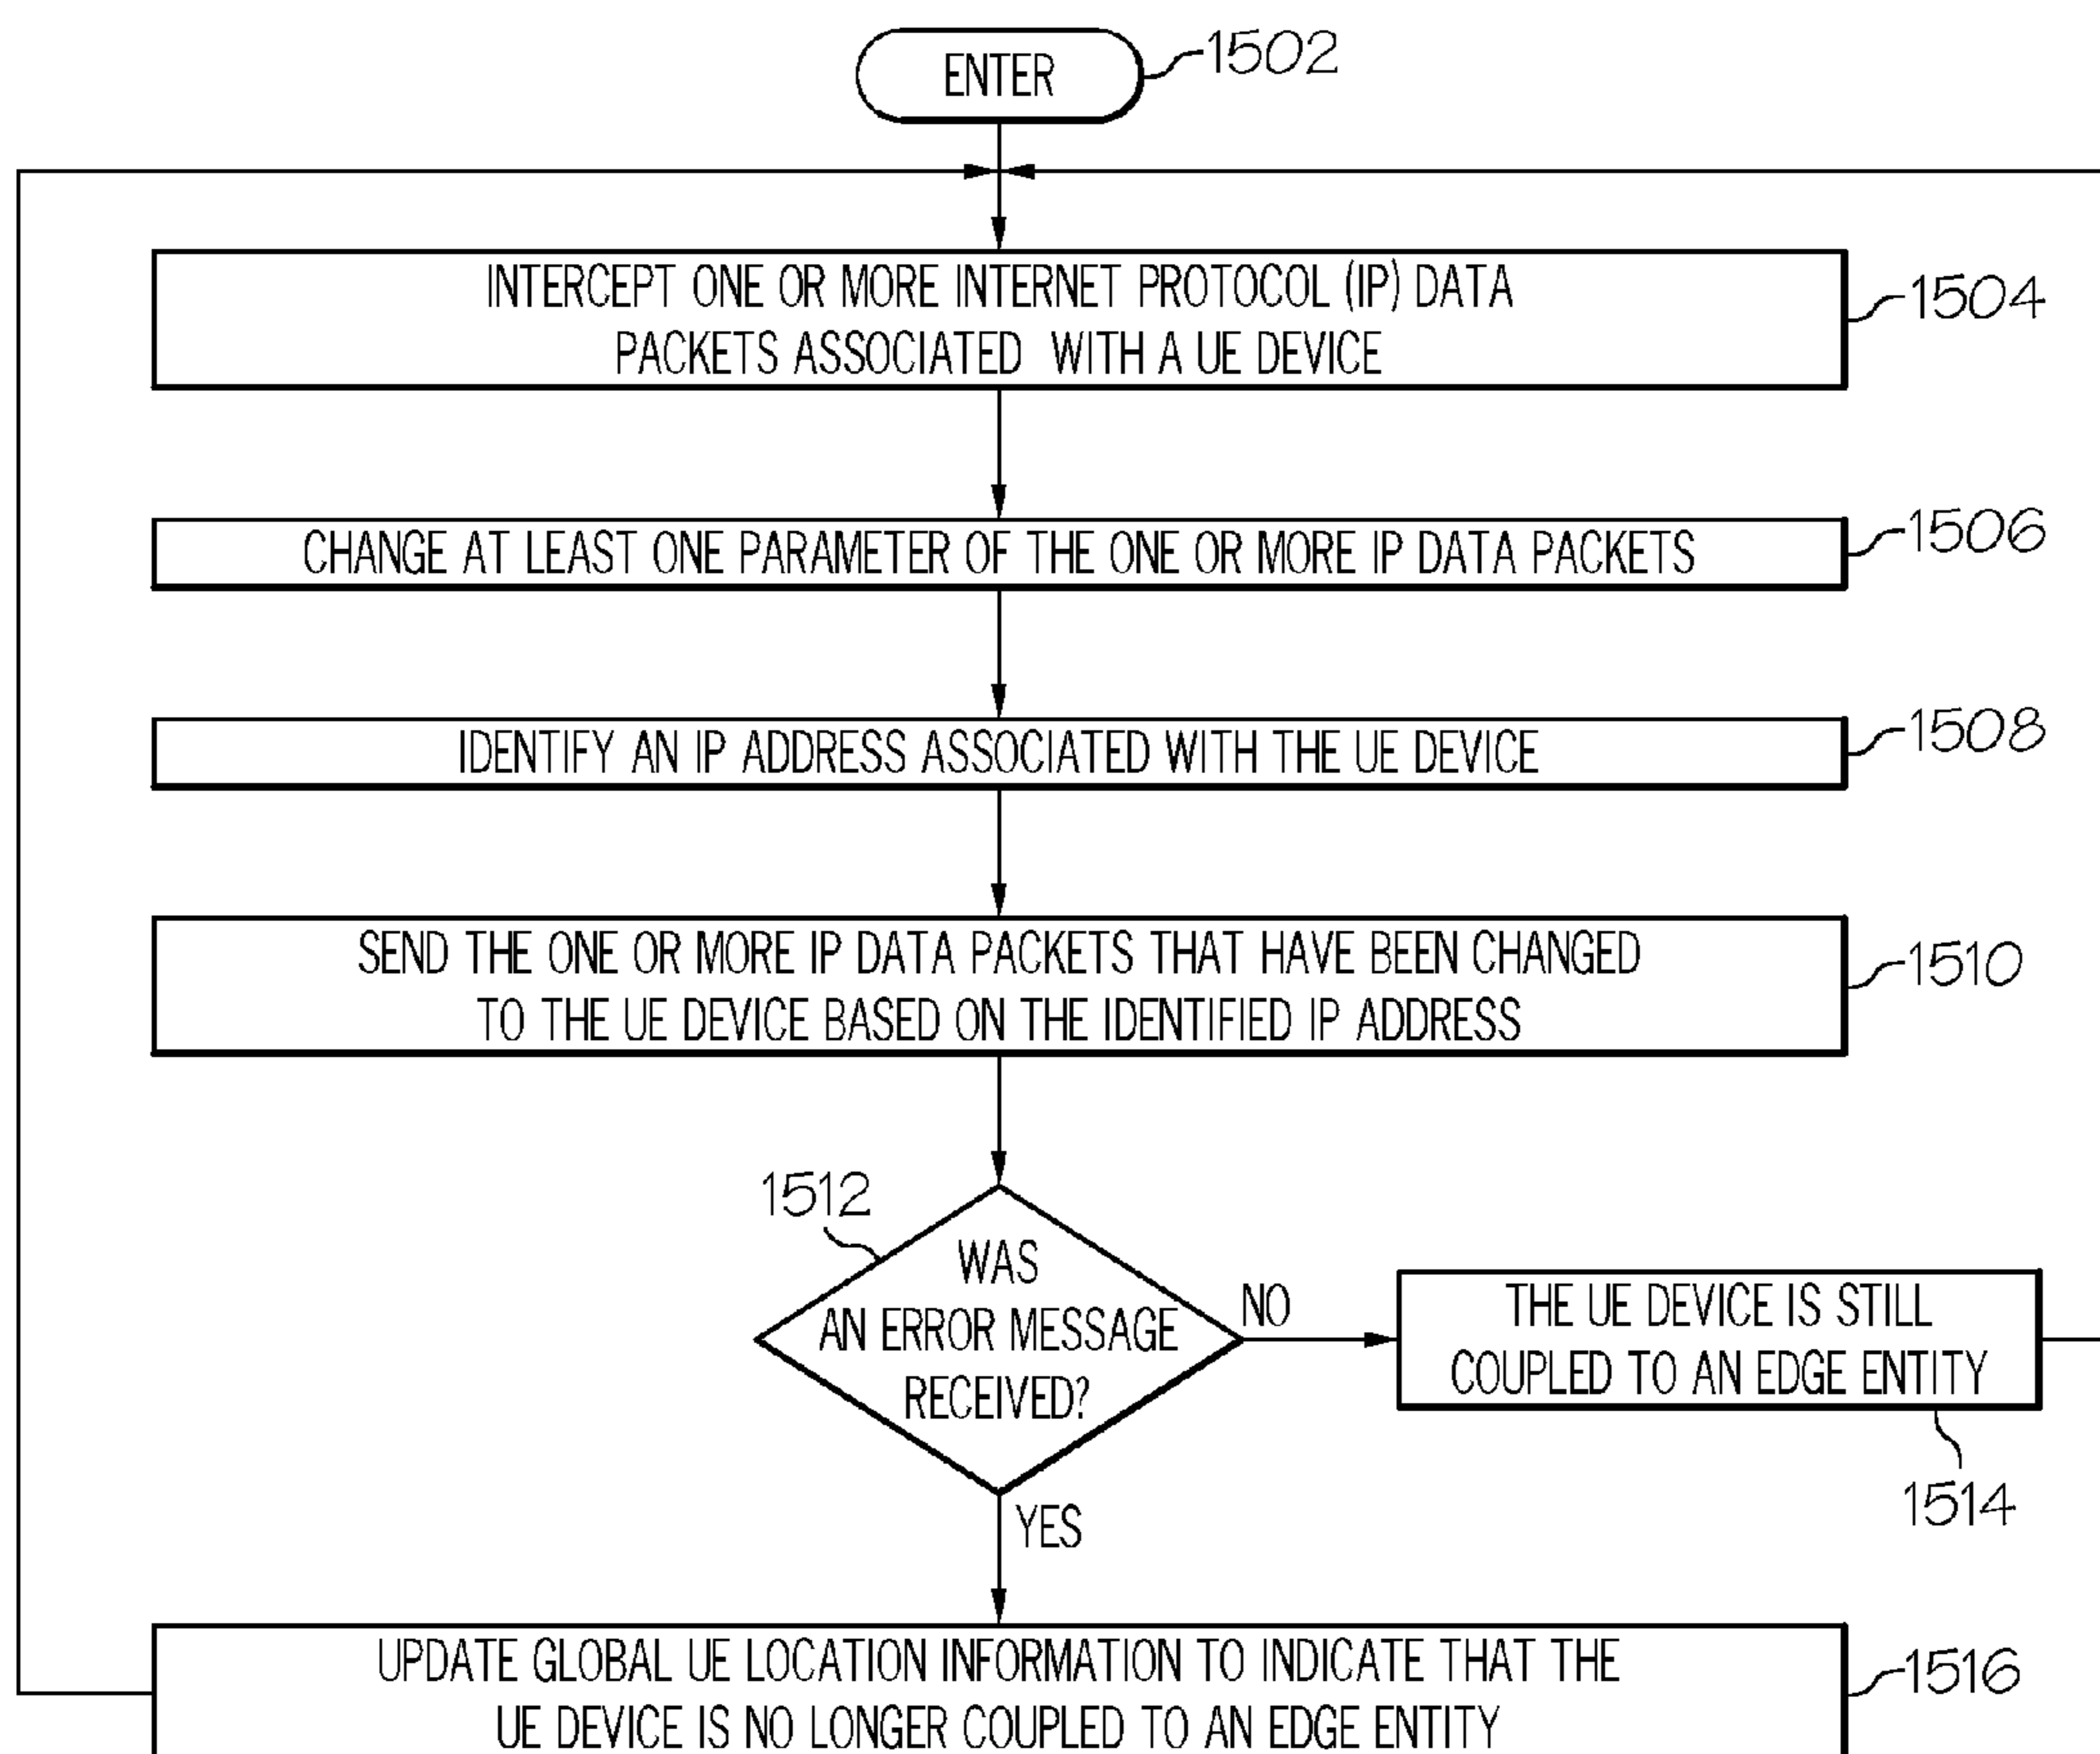 ENTER
1502
INTERCEPT ONE OR MORE INTERNET PROTOCOL (IP) DATA
PACKETS ASSOCIATED WITH A UE DEVICE
1504
CHANGE AT LEAST ONE PARAMETER OF THE ONE OR MORE IP DATA PACKETS
1506
IDENTIFY AN IP ADDRESS ASSOCIATED WITH THE UE DEVICE
1508
SEND THE ONE OR MORE IP DATA PACKETS THAT HAVE BEEN CHANGED
TO THE UE DEVICE BASED ON THE IDENTIFIED IP ADDRESS
1510
1512
WAS
AN ERROR MESSAGE
RECEIVED?
NO
THE UE DEVICE IS STILL
COUPLED TO AN EDGE ENTITY
1514
YES
UPDATE GLOBAL UE LOCATION INFORMATION TO INDICATE THAT THE
UE DEVICE IS NO LONGER COUPLED TO AN EDGE ENTITY
1516